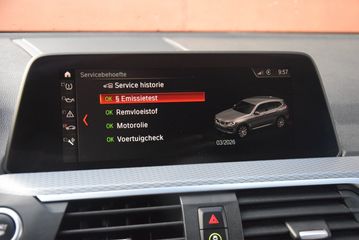 Servicebehoefte
9:57
Service historie
OK § Emissietest
OK Remvloeistof
OK Motorolie
OK Voertuigcheck
03/2026